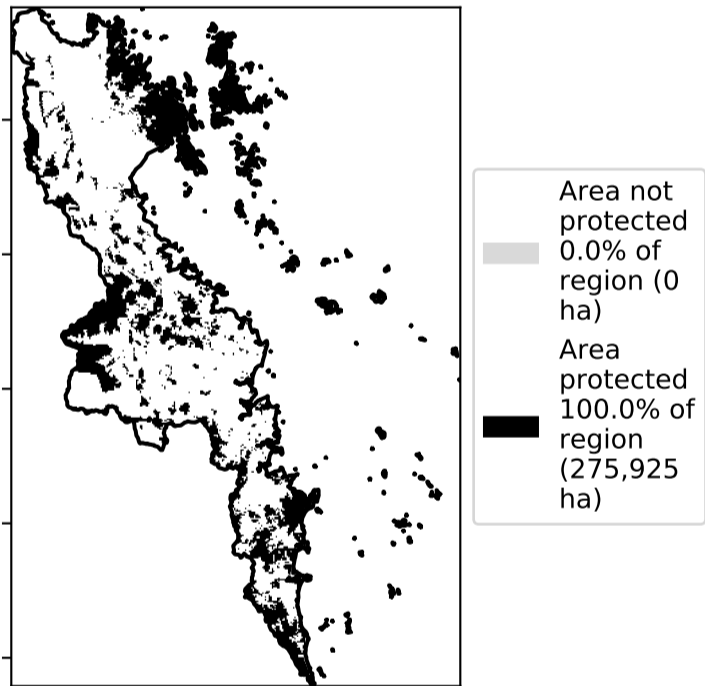 Area not
protected
0.0% of
region (0
ha)
Area
protected
100.0% of
region
(275,925
ha)